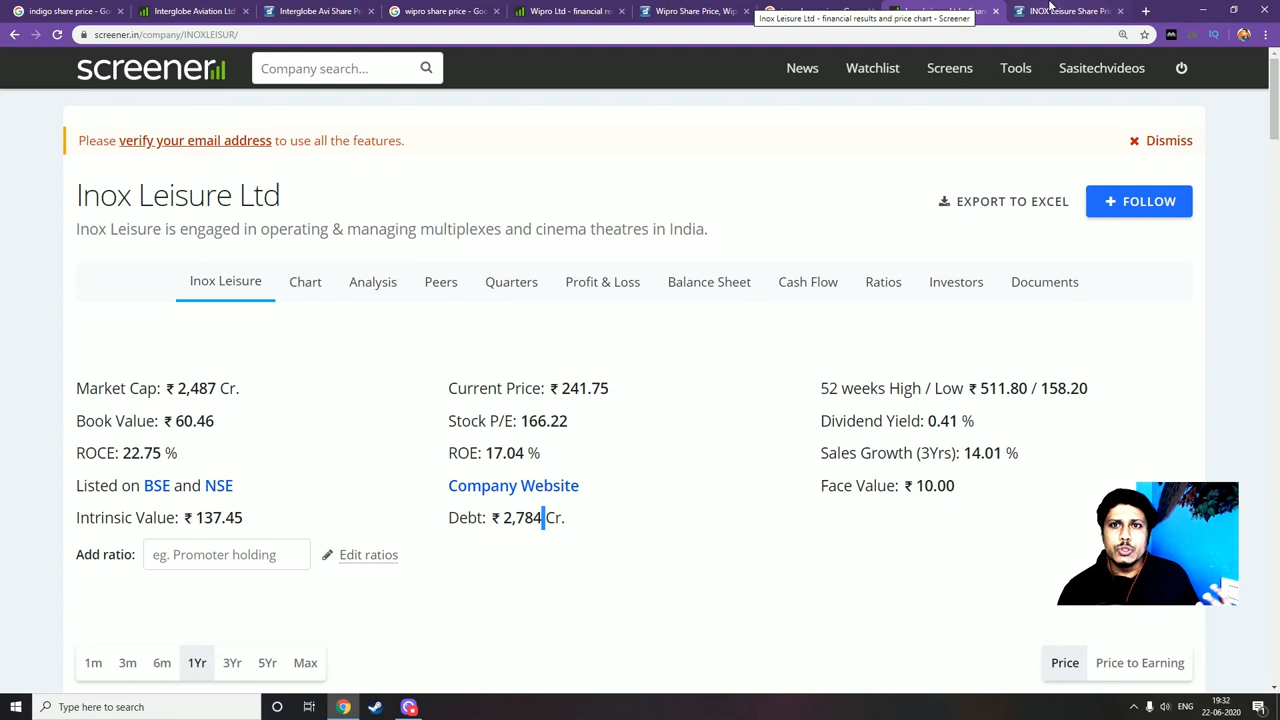 indigo share price - Goo
Interglobe Aviation Ltd
Interglobe Avi Share Pric
wipro share price - Goo
Wipro Ltd - financial res
Wipro Share Price, Wip
INOX Leisure Share Pric
Inox Leisure Ltd - financial results and price chart - Screener
screener.in/company/INOXLEISUR/
screener
Company search...
News
Watchlist
Screens
Tools
Sasitechvideos
Please verify your email address to use all the features.
Dismiss
Inox Leisure Ltd
EXPORT TO EXCEL
+ FOLLOW
Inox Leisure is engaged in operating & managing multiplexes and cinema theatres in India.
Inox Leisure Chart Analysis Peers Quarters Profit & Loss Balance Sheet Cash Flow Ratios Investors Documents
Market Cap: ₹ 2,487 Cr.
Current Price: ₹ 241.75
52 weeks High / Low ₹ 511.80 / 158.20
Book Value: ₹ 60.46
Stock P/E: 166.22
Dividend Yield: 0.41 %
ROCE: 22.75 %
ROE: 17.04 %
Sales Growth (3Yrs): 14.01 %
Listed on BSE and NSE
Company Website
Face Value: ₹ 10.00
Intrinsic Value: ₹ 137.45
Debt: ₹ 2,784 Cr.
Add ratio: eg. Promoter holding
Edit ratios
1m 3m 6m 1Yr 3Yr 5Yr Max
Price Price to Earning
Type here to search
ENG
19:32
22-06-2020